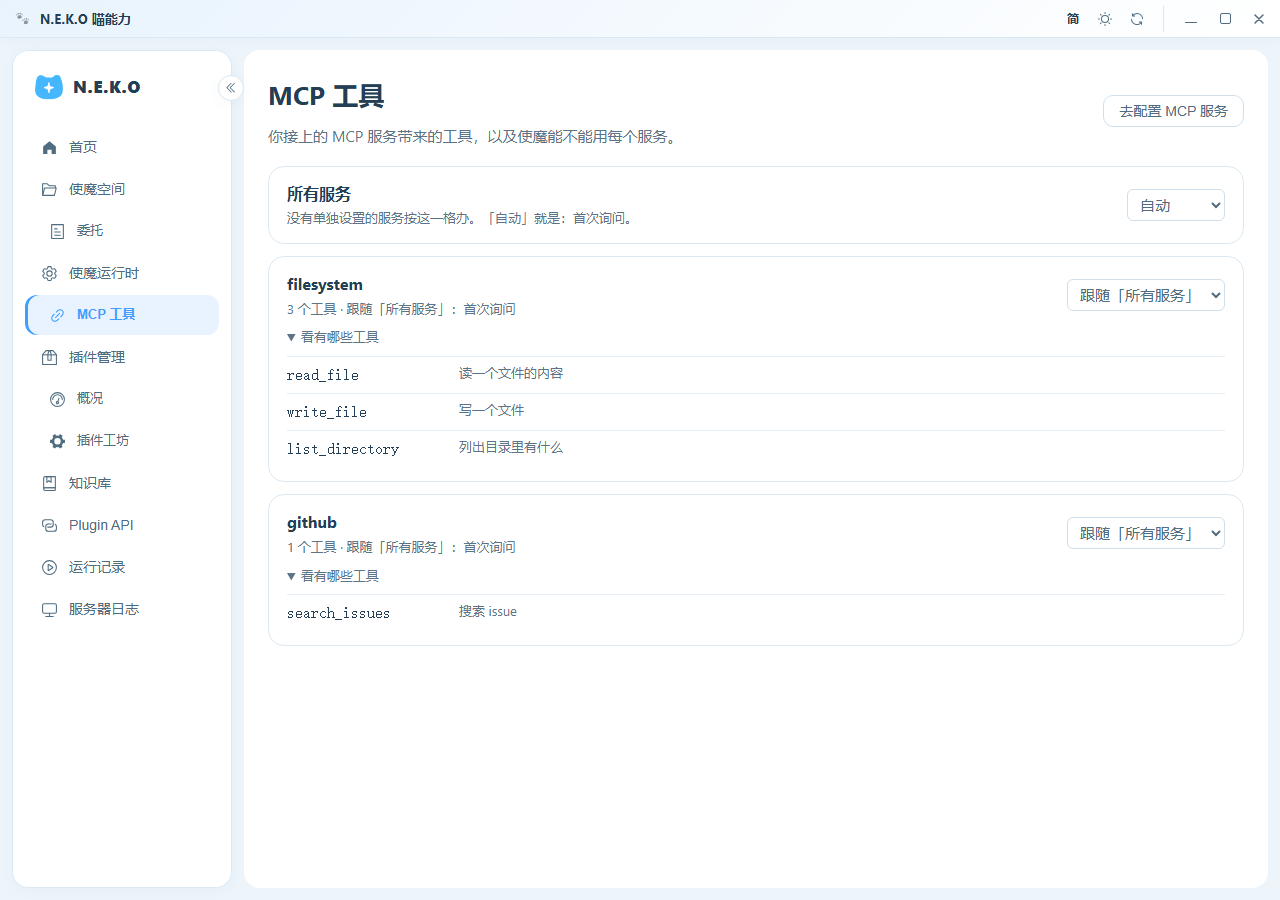 N.E.K.O 喵能力
简
N.E.K.O
首页
使魔空间
委托
使魔运行时
MCP 工具
插件管理
概况
插件工坊
知识库
Plugin API
运行记录
服务器日志
MCP 工具
你接上的 MCP 服务带来的工具，以及使魔能不能用每个服务。
去配置 MCP 服务
所有服务
没有单独设置的服务按这一格办。「自动」就是：首次询问。
自动
filesystem
3 个工具 · 跟随「所有服务」：首次询问
跟随「所有服务」
▼ 看有哪些工具
read_file 读一个文件的内容
write_file 写一个文件
list_directory 列出目录里有什么
github
1 个工具 · 跟随「所有服务」：首次询问
跟随「所有服务」
▼ 看有哪些工具
search_issues 搜索 issue